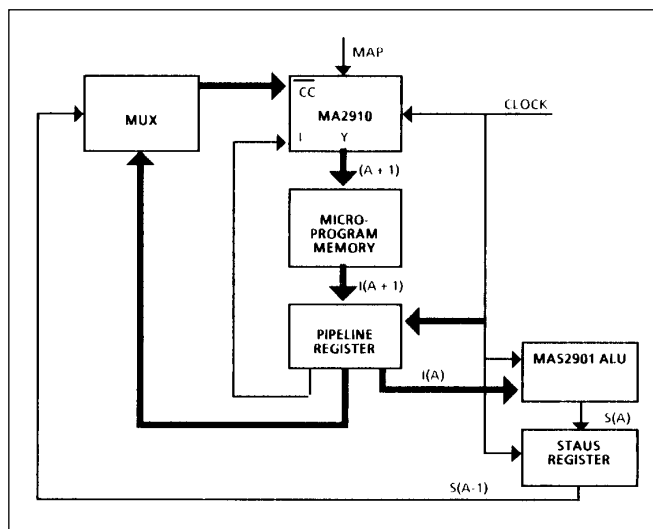 MAP
CC
MUX
MA2910
CLOCK
I Y
(A + 1)
MICRO-
PROGRAM
MEMORY
I(A + 1)
PIPELINE
REGISTER
I(A)
MAS2901 ALU
S(A)
STAUS
REGISTER
S(A-1)